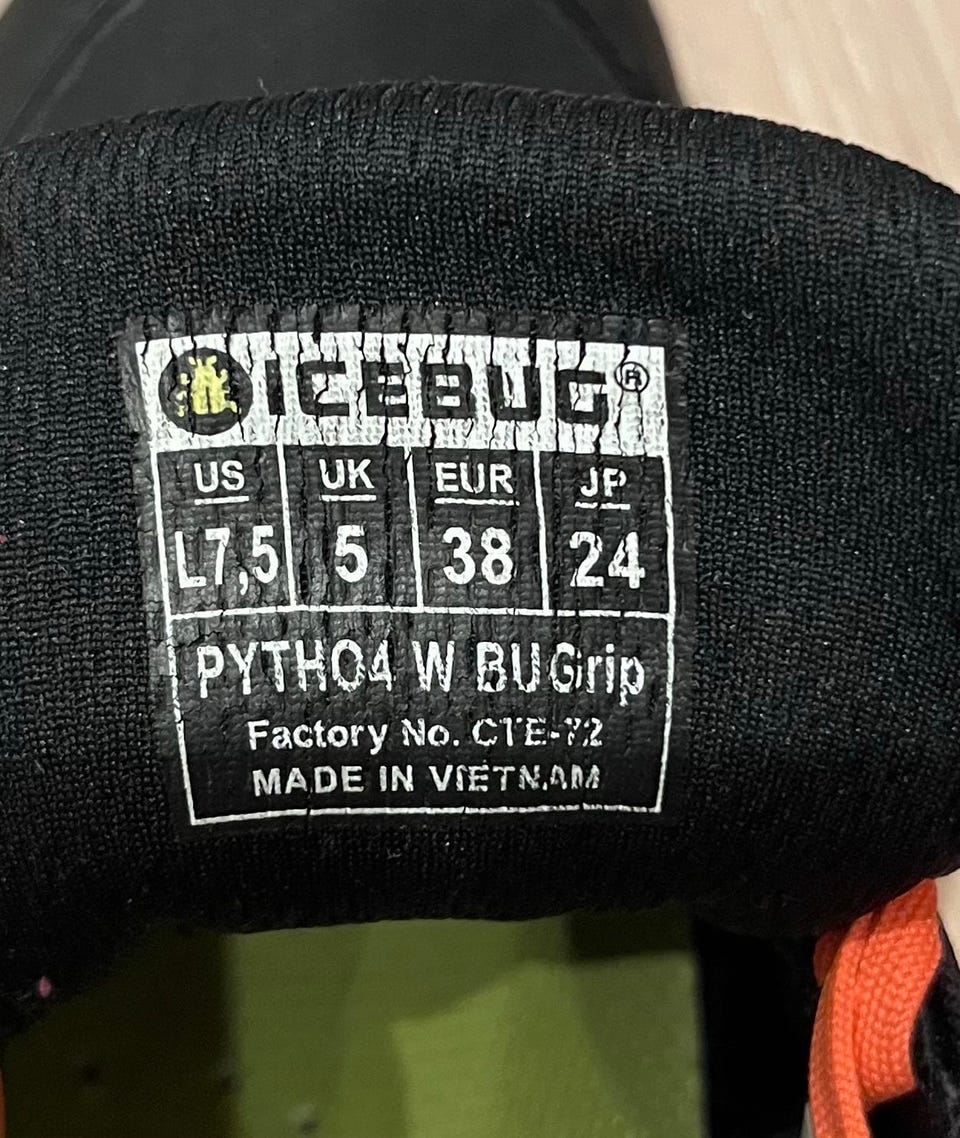 ICEBUG®
US UK EUR JP
L7,5 5 38 24
PYTHO4 W BUGrip
Factory No. CTE-72
MADE IN VIETNAM